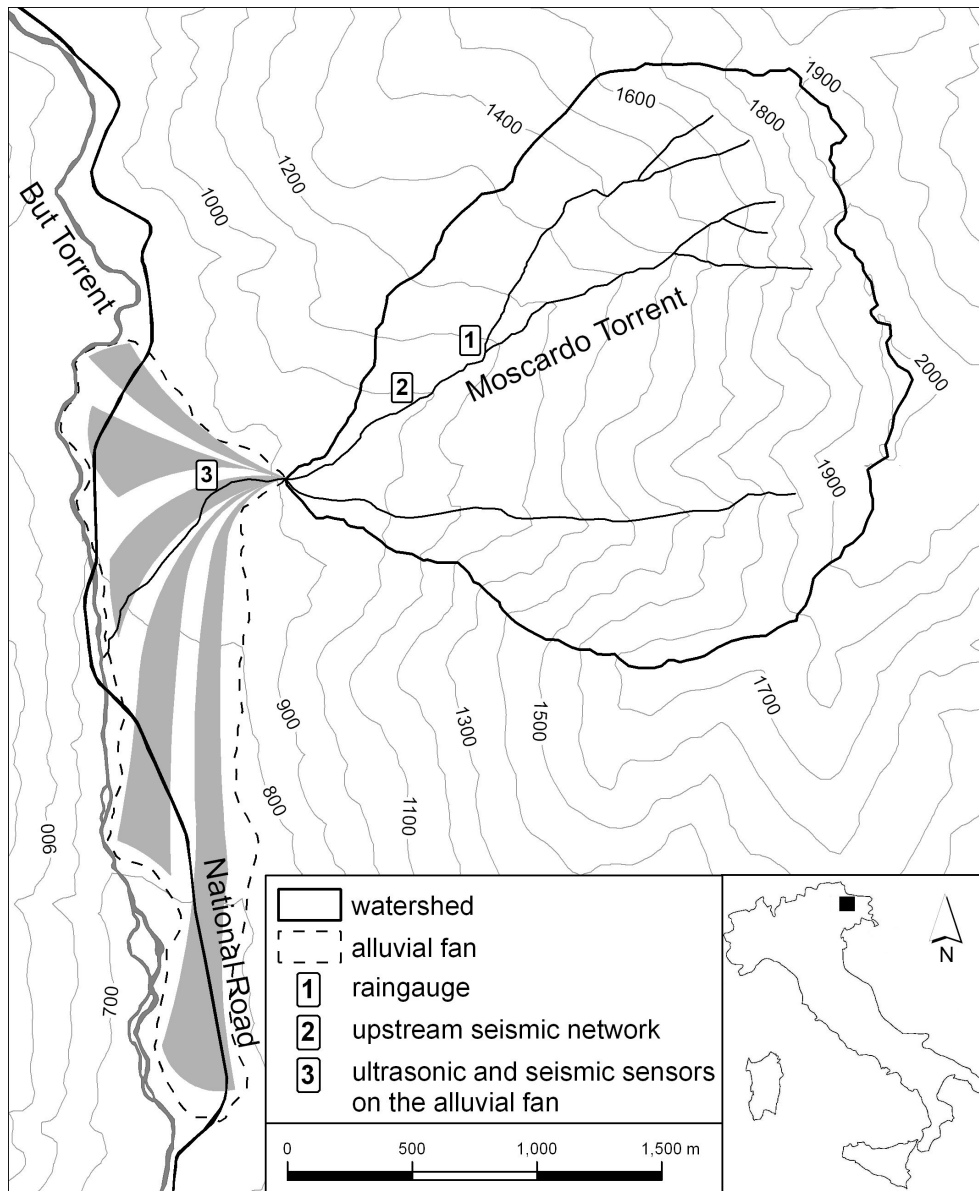 1900
1800
1600
1400
1200
1000
But Torrent
Moscardo Torrent
1
2
3
2000
1900
1700
1500
1300
1100
900
800
900
700
National Road
watershed
alluvial fan
1 raingauge
2 upstream seismic network
3 ultrasonic and seismic sensors
on the alluvial fan
0 500 1,000 1,500 m
N